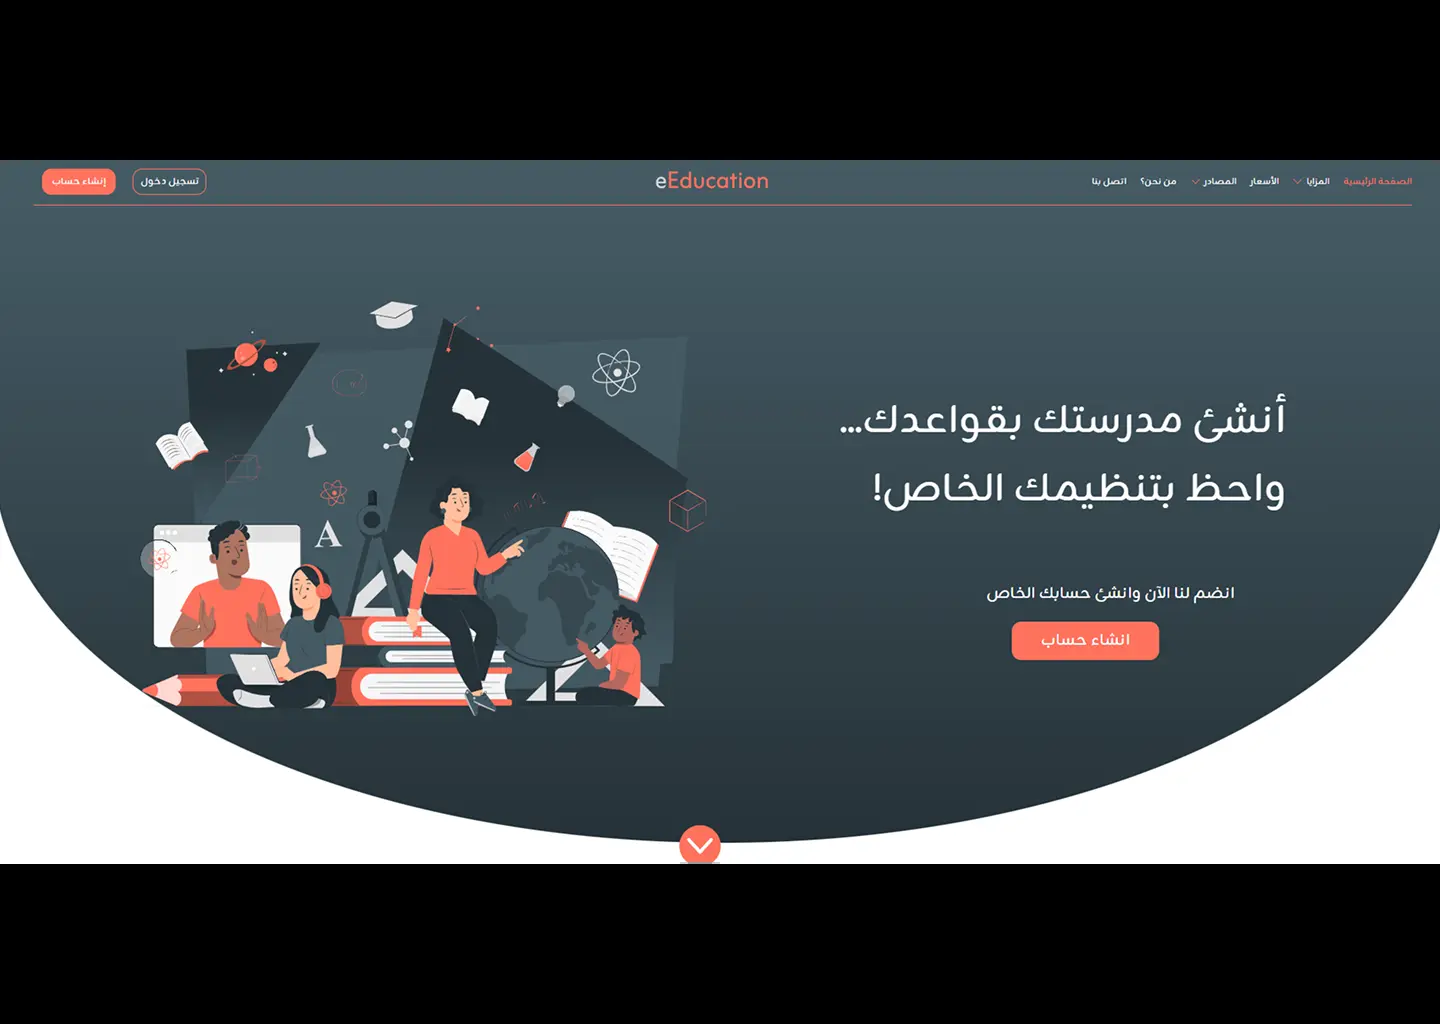 الصفحة الرئيسية
المزايا
الأسعار
المصادر
من نحن؟
اتصل بنا
eEducation
تسجيل دخول
إنشاء حساب
أنشئ مدرستك بقواعدك...
واحظ بتنظيمك الخاص!
انضم لنا الآن وانشئ حسابك الخاص
انشاء حساب
A